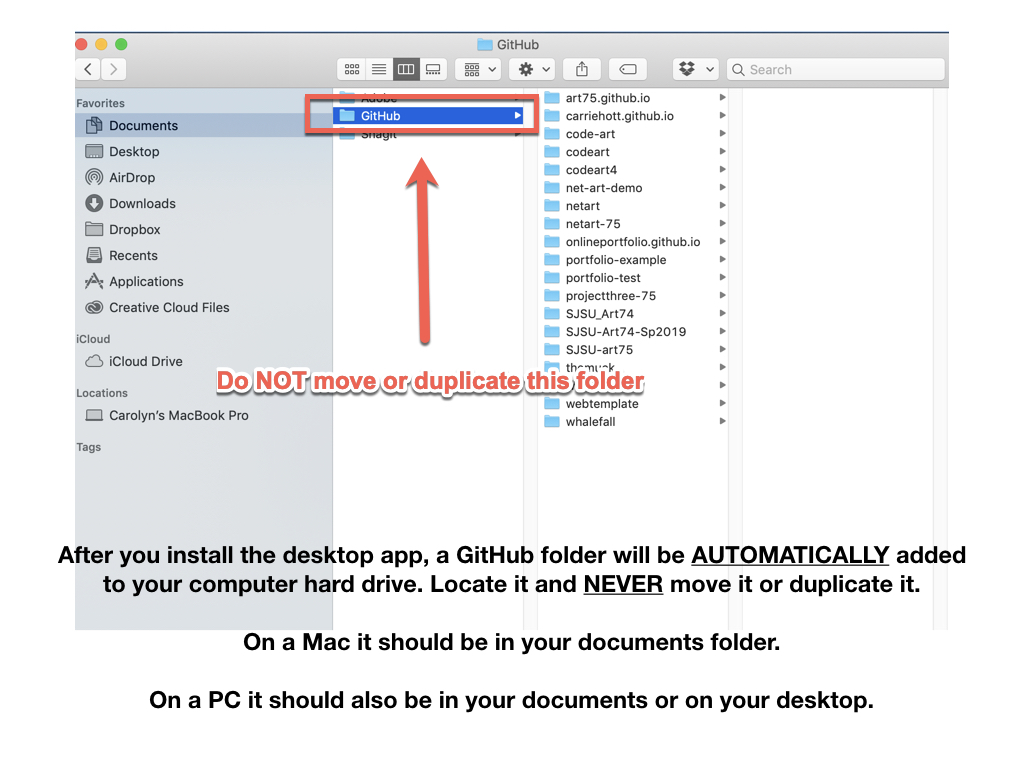 GitHub
Search
Favorites
Documents
Desktop
AirDrop
Downloads
Dropbox
Recents
Applications
Creative Cloud Files
iCloud
iCloud Drive
Locations
Carolyn's MacBook Pro
Tags
Adobe
GitHub
SnagIt
art75.github.io
carriehott.github.io
code-art
codeart
codeart4
net-art-demo
netart
netart-75
onlineportfolio.github.io
portfolio-example
portfolio-test
projectthree-75
SJSU_Art74
SJSU-Art74-Sp2019
SJSU-art75
themuck
webtemplate
whalefall
Do NOT move or duplicate this folder
After you install the desktop app, a GitHub folder will be AUTOMATICALLY added
to your computer hard drive. Locate it and NEVER move it or duplicate it.
On a Mac it should be in your documents folder.
On a PC it should also be in your documents or on your desktop.